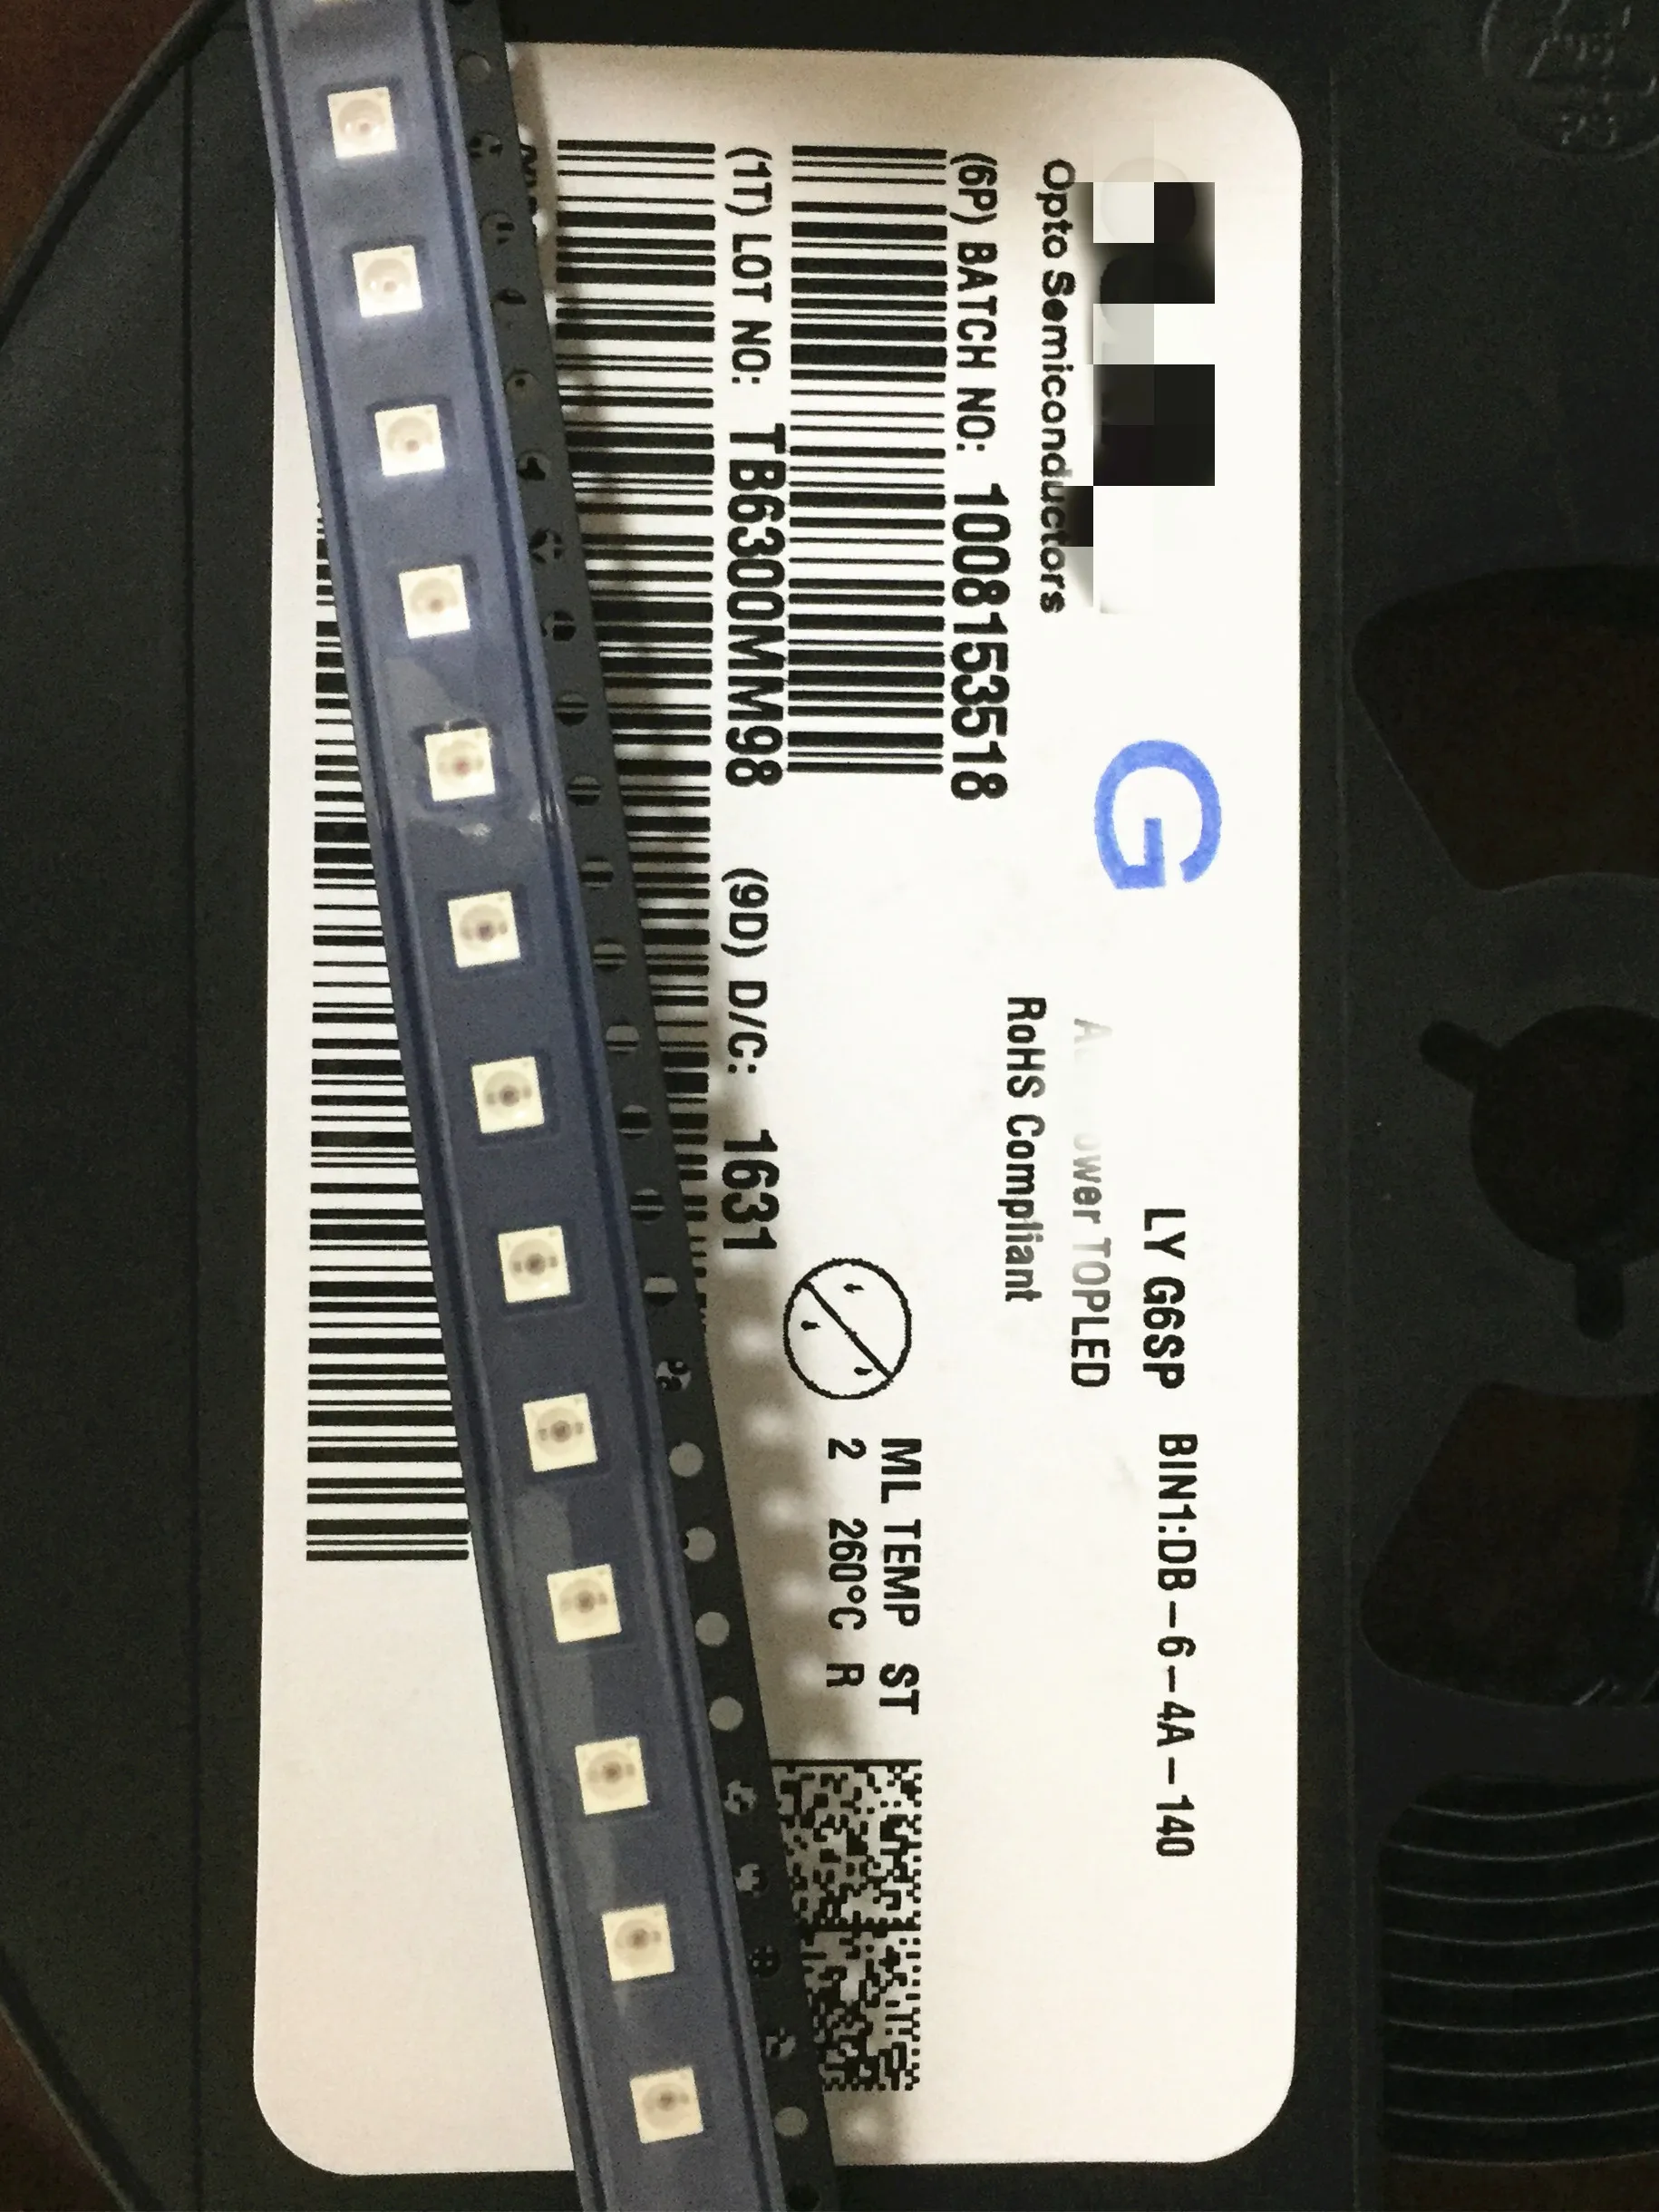 Opto Semiconductors
G
LY G6SP BIN1:DB-6-4A-140
TOPLED
RoHS Compliant
(6P) BATCH NO: 1008153518
ML TEMP ST
2 260°C R
(1T) LOT NO: TB6300MM98 (9D) D/C: 1631